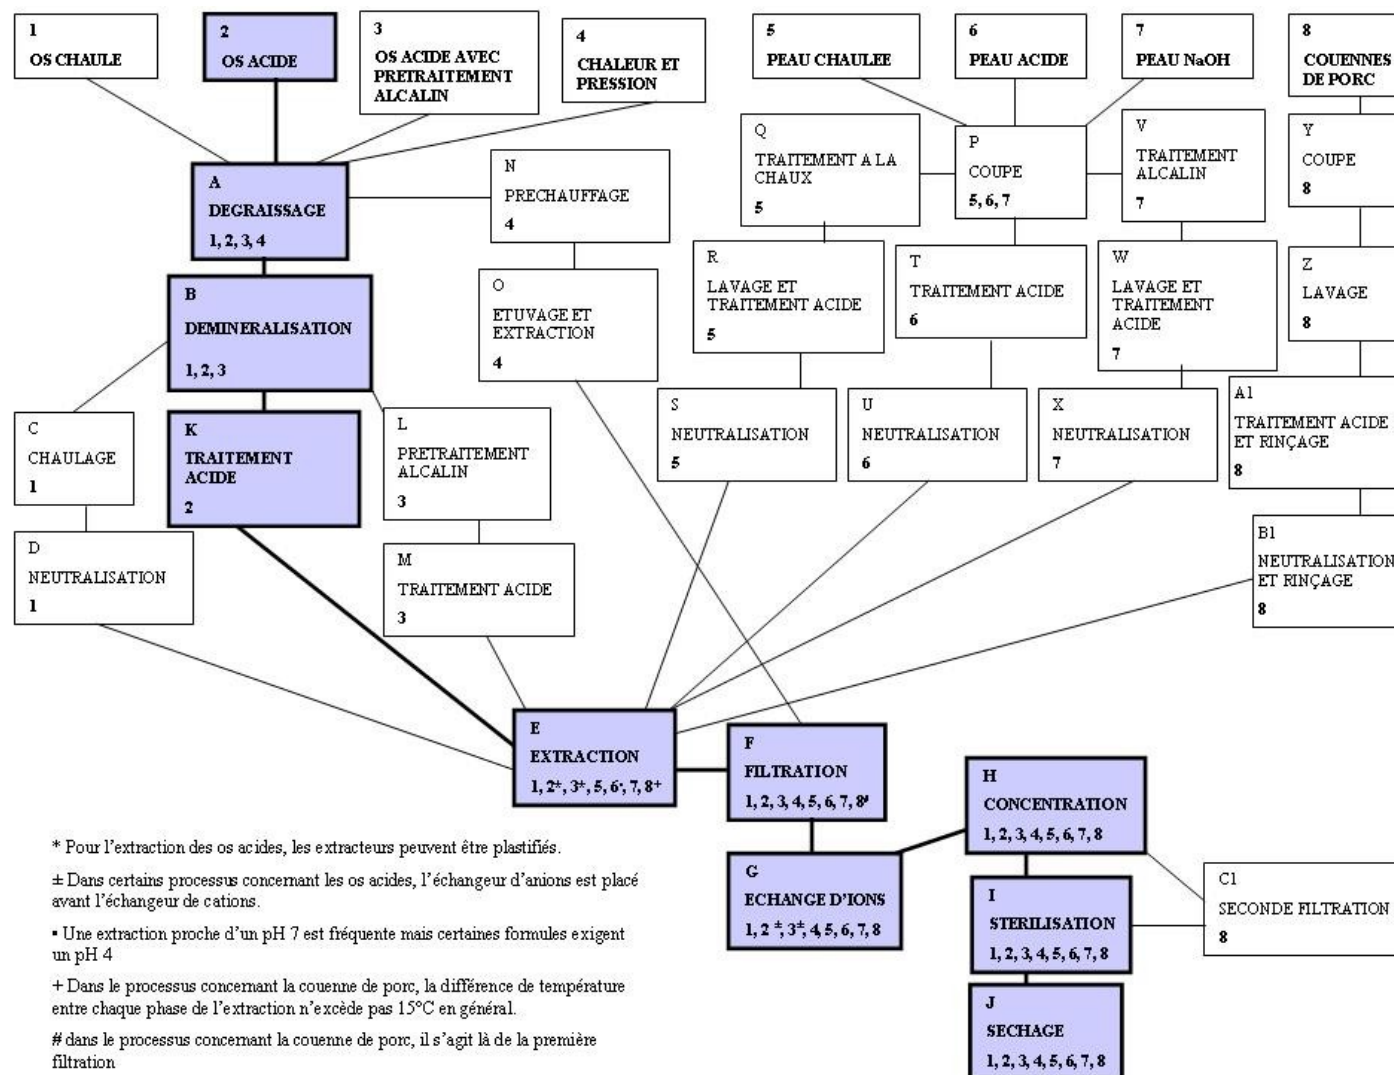 1
OS CHAULE
2
OS ACIDE
3
OS ACIDE AVEC
PRETRAITEMENT
ALCALIN
4
CHALEUR ET
PRESSION
5
PEAU CHAULEE
6
PEAU ACIDE
7
PEAU NaOH
8
COUENNES
DE PORC
A
DEGRAISSAGE
1, 2, 3, 4
N
PRECHAUFFAGE
4
Q
TRAITEMENT A LA
CHAUX
5
P
COUPE
5, 6, 7
V
TRAITEMENT
ALCALIN
7
Y
COUPE
8
B
DEMINERALISATION
1, 2, 3
O
ETUVAGE ET
EXTRACTION
4
R
LAVAGE ET
TRAITEMENT ACIDE
5
T
TRAITEMENT ACIDE
6
W
LAVAGE ET
TRAITEMENT
ACIDE
7
Z
LAVAGE
8
C
CHAULAGE
1
K
TRAITEMENT
ACIDE
2
L
PRETRAITEMENT
ALCALIN
3
S
NEUTRALISATION
5
U
NEUTRALISATION
6
X
NEUTRALISATION
7
A1
TRAITEMENT ACIDE
ET RINÇAGE
8
D
NEUTRALISATION
1
M
TRAITEMENT ACIDE
3
B1
NEUTRALISATION
ET RINÇAGE
8
E
EXTRACTION
1, 2*, 3*, 5, 6▪, 7, 8+
F
FILTRATION
1, 2, 3, 4, 5, 6, 7, 8#
H
CONCENTRATION
1, 2, 3, 4, 5, 6, 7, 8
G
ECHANGE D'IONS
1, 2 ±, 3±, 4, 5, 6, 7, 8
I
STERILISATION
1, 2, 3, 4, 5, 6, 7, 8
C1
SECONDE FILTRATION
8
J
SECHAGE
1, 2, 3, 4, 5, 6, 7, 8
* Pour l'extraction des os acides, les extracteurs peuvent être plastifiés.
± Dans certains processus concernant les os acides, l'échangeur d'anions est placé
avant l'échangeur de cations.
▪ Une extraction proche d'un pH 7 est fréquente mais certaines formules exigent
un pH 4
+ Dans le processus concernant la couenne de porc, la différence de température
entre chaque phase de l'extraction n'excède pas 15°C en général.
# dans le processus concernant la couenne de porc, il s'agit là de la première
filtration